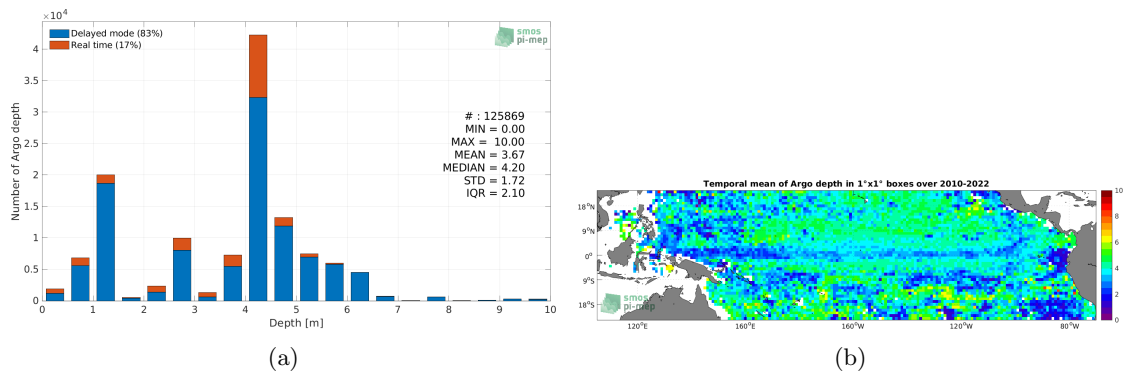 ×10⁴
Delayed mode (83%)
Real time (17%)
smos
pi-mep
4
3.5
3
2.5
2
1.5
1
0.5
0
Number of Argo depth
# : 125869
MIN = 0.00
MAX = 10.00
MEAN = 3.67
MEDIAN = 4.20
STD = 1.72
IQR = 2.10
0 1 2 3 4 5 6 7 8 9 10
Depth [m]
(a)
Temporal mean of Argo depth in 1°x1° boxes over 2010-2022
18°N
9°N
0°
9°S
18°S
smos
pi-mep
120°E 160°E 160°W 120°W 80°W
10
8
6
4
2
0
(b)